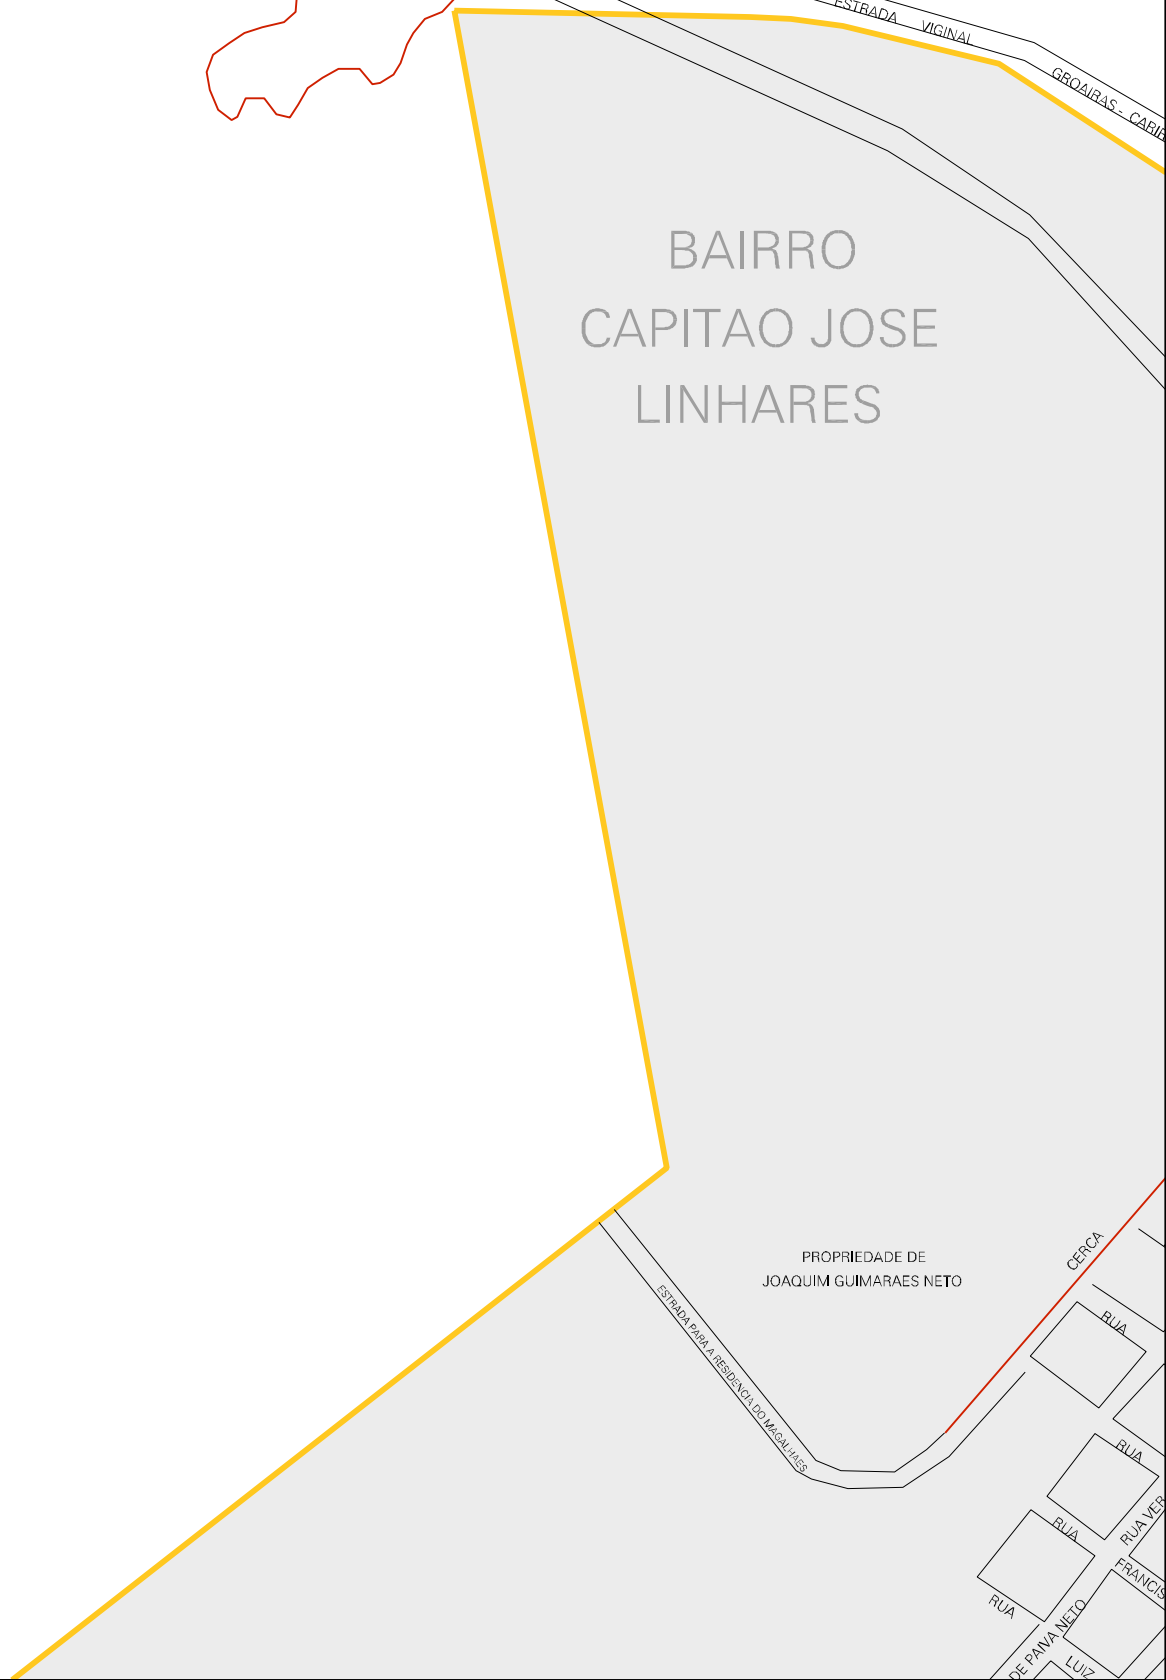 ESTRADA VIGINAL
GROAIRAS - CARIR
BAIRRO
CAPITAO JOSE
LINHARES
CERCA
PROPRIEDADE DE
JOAQUIM GUIMARAES NETO
ESTRADA PARA A RESIDENCIA DO MAGALHAES
RUA
RUA
RUA VER
RUA
FRANCIS
RUA
DE PAIVA NETO
LUIZ